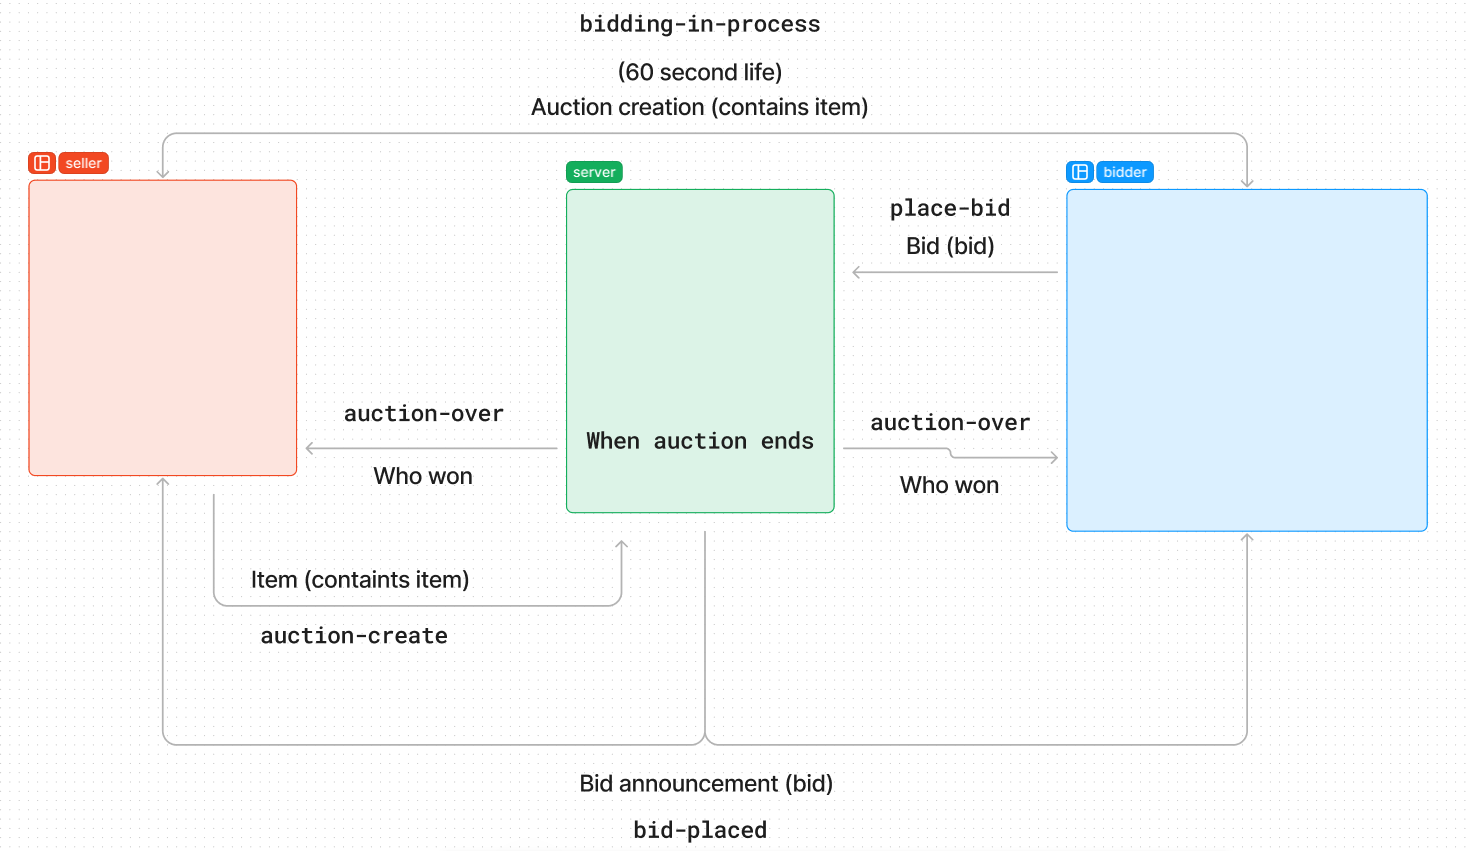 bidding-in-process
(60 second life)
Auction creation (contains item)
seller
server
bidder
place-bid
Bid (bid)
auction-over
Who won
When auction ends
auction-over
Who won
Item (containts item)
auction-create
Bid announcement (bid)
bid-placed